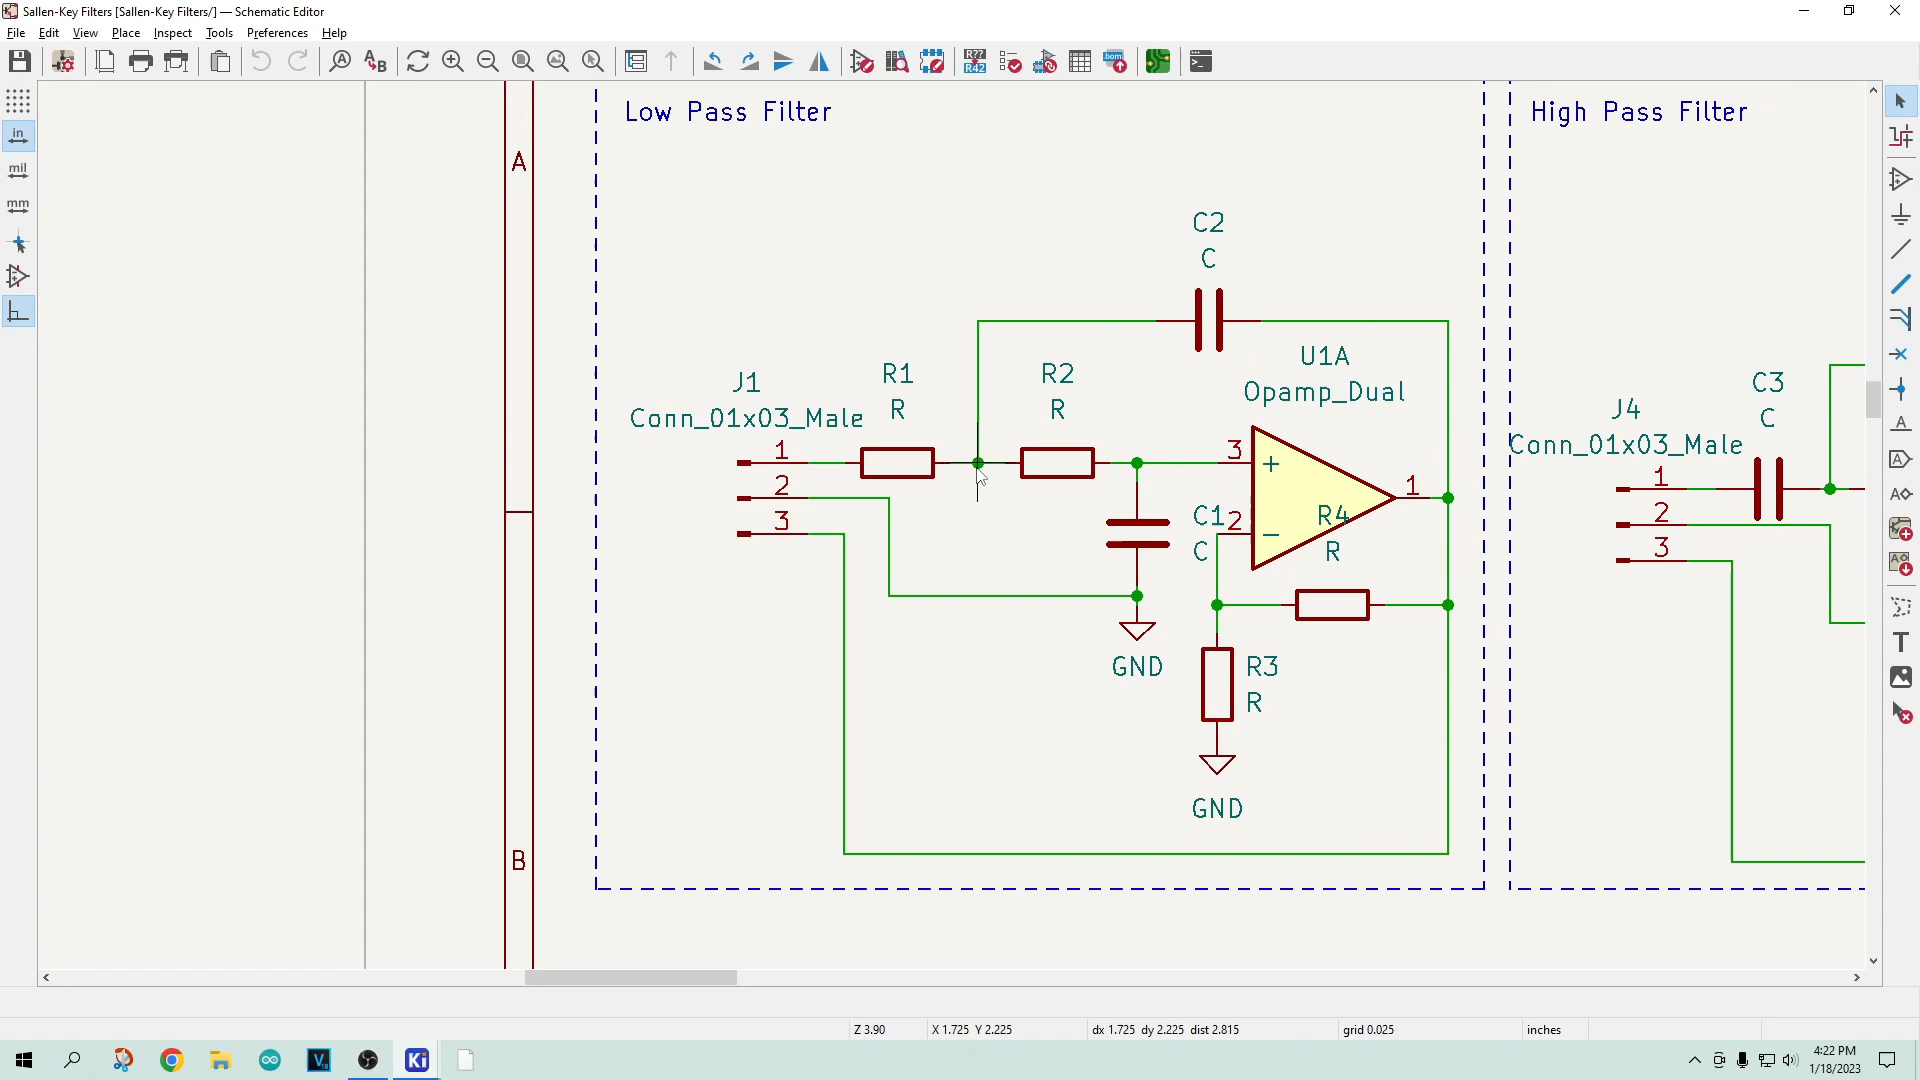 Sallen-Key Filters [Sallen-Key Filters/] — Schematic Editor
File Edit View Place Inspect Tools Preferences Help
in
mil
mm
A
B
Low Pass Filter
C2
C
J1
Conn_01x03_Male
1
2
3
R1
R
R2
R
U1A
Opamp_Dual
3
2
1
+
−
C1
C
R4
R
GND
R3
R
GND
High Pass Filter
C3
C
J4
Conn_01x03_Male
1
2
3
Z 3.90 X 1.725 Y 2.225 dx 1.725 dy 2.225 dist 2.815 grid 0.025 inches
Ki
4:22 PM
1/18/2023